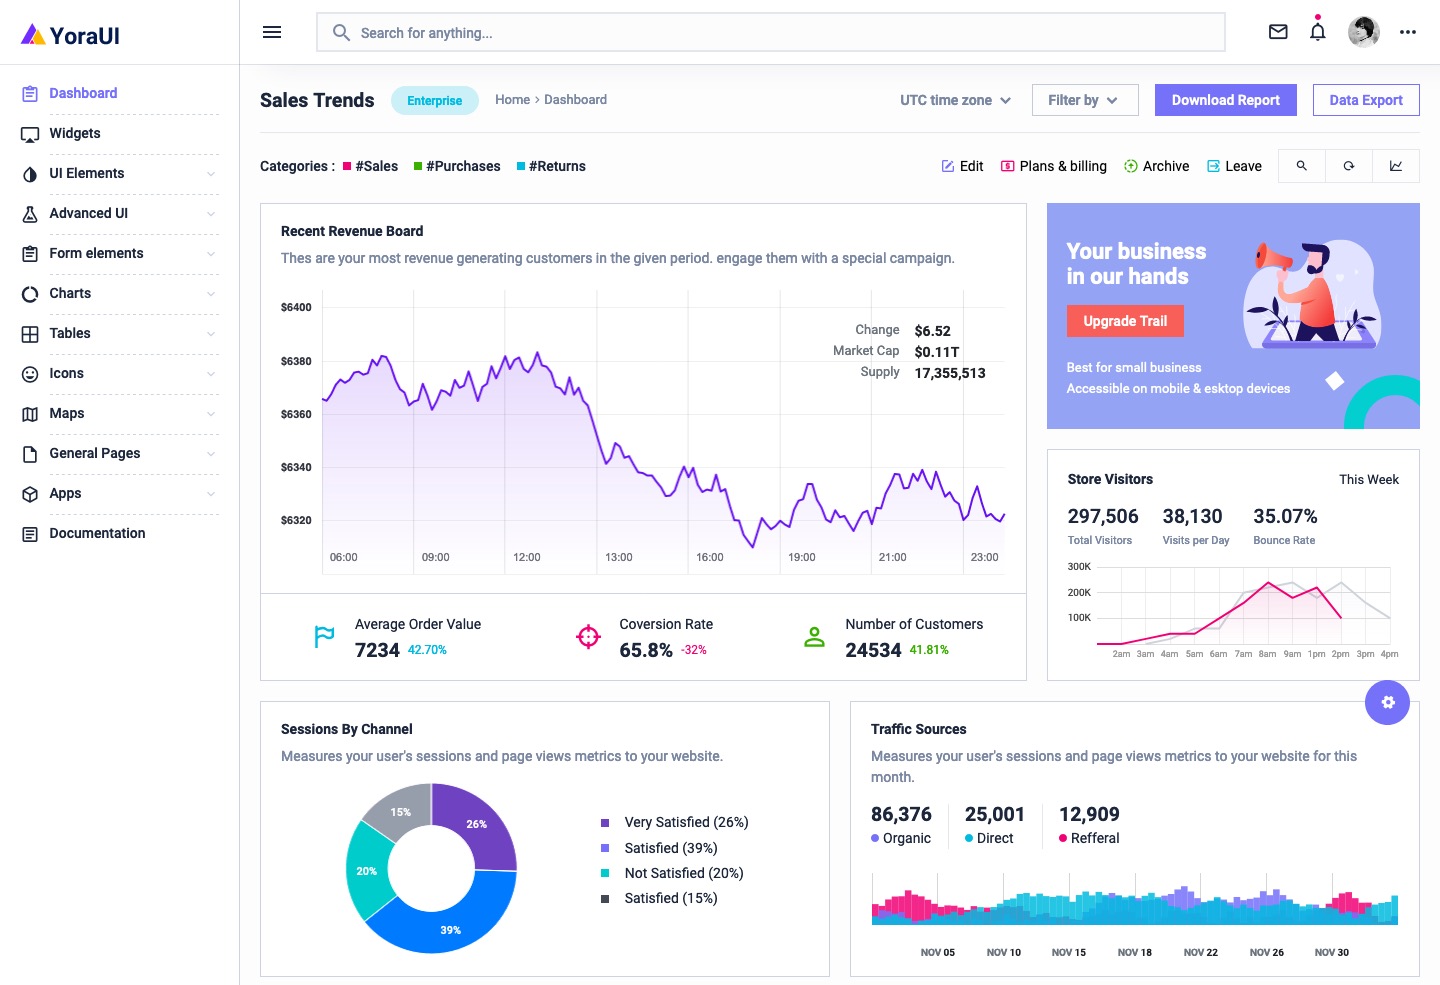 YoraUI
Search for anything...
Dashboard
Widgets
UI Elements
Advanced UI
Form elements
Charts
Tables
Icons
Maps
General Pages
Apps
Documentation
Sales Trends
Enterprise
Home > Dashboard
UTC time zone
Filter by
Download Report
Data Export
Categories : #Sales #Purchases #Returns
Edit
Plans & billing
Archive
Leave
Recent Revenue Board
Thes are your most revenue generating customers in the given period. engage them with a special campaign.
$6400
$6380
$6360
$6340
$6320
Change $6.52
Market Cap $0.11T
Supply 17,355,513
06:00 09:00 12:00 13:00 16:00 19:00 21:00 23:00
Average Order Value
7234 42.70%
Coversion Rate
65.8% -32%
Number of Customers
24534 41.81%
Your business
in our hands
Upgrade Trail
Best for small business
Accessible on mobile & esktop devices
Store Visitors
This Week
297,506 38,130 35.07%
Total Visitors Visits per Day Bounce Rate
300K
200K
100K
2am 3am 4am 5am 6am 7am 8am 9am 1pm 2pm 3pm 4pm
Sessions By Channel
Measures your user's sessions and page views metrics to your website.
15%
26%
20%
39%
Very Satisfied (26%)
Satisfied (39%)
Not Satisfied (20%)
Satisfied (15%)
Traffic Sources
Measures your user's sessions and page views metrics to your website for this
month.
86,376 25,001 12,909
Organic Direct Refferal
NOV 05 NOV 10 NOV 15 NOV 18 NOV 22 NOV 26 NOV 30